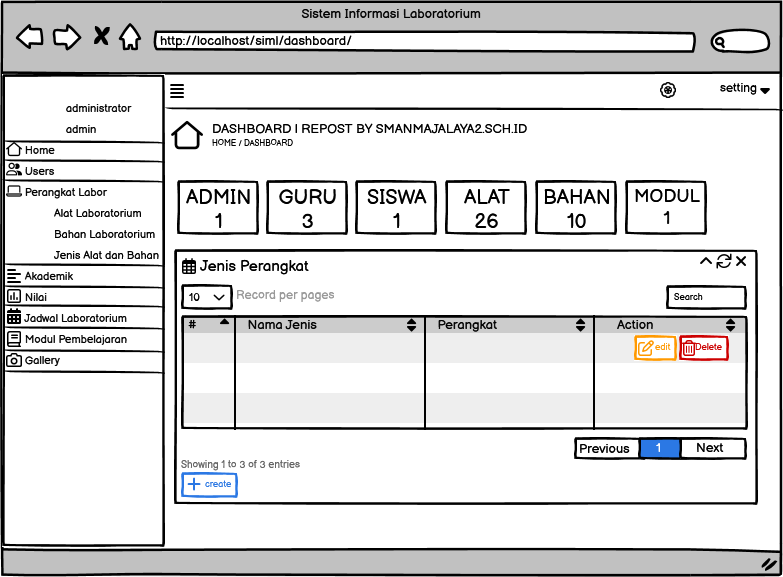 Sistem Informasi Laboratorium
http://localhost/siml/dashboard/
setting
administrator
admin
Home
Users
Perangkat Labor
Alat Laboratorium
Bahan Laboratorium
Jenis Alat dan Bahan
Akademik
Nilai
Jadwal Laboratorium
Modul Pembelajaran
Gallery
DASHBOARD | REPOST BY SMANMAJALAYA2.SCH.ID
HOME / DASHBOARD
ADMIN
1
GURU
3
SISWA
1
ALAT
26
BAHAN
10
MODUL
1
Jenis Perangkat
10 Record per pages
Search
# Nama Jenis Perangkat Action
edit Delete
Previous 1 Next
Showing 1 to 3 of 3 entries
create